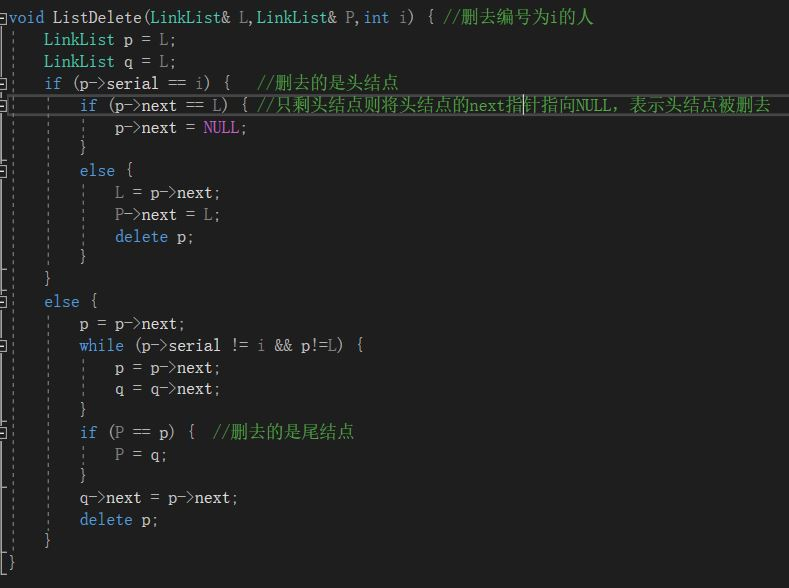 void ListDelete(LinkList& L,LinkList& P,int i) { //删去编号为i的人
LinkList p = L;
LinkList q = L;
if (p->serial == i) { //删去的是头结点
if (p->next == L) { //只剩头结点则将头结点的next指针指向NULL，表示头结点被删去
p->next = NULL;
}
else {
L = p->next;
P->next = L;
delete p;
}
}
else {
p = p->next;
while (p->serial != i && p!=L) {
p = p->next;
q = q->next;
}
if (P == p) { //删去的是尾结点
P = q;
}
q->next = p->next;
delete p;
}
}